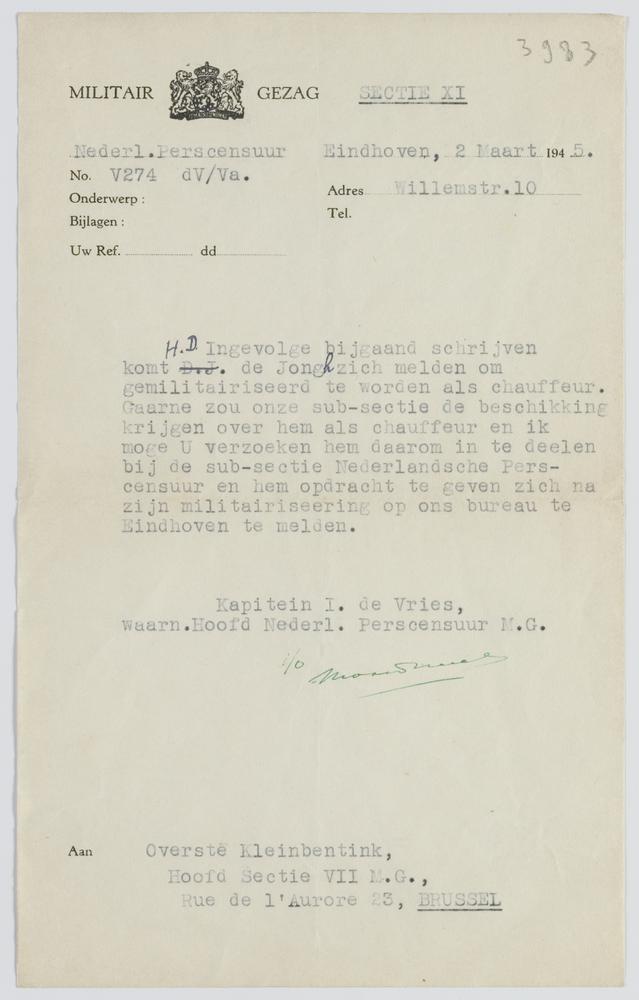 3983
MILITAIR GEZAG SECTIE XI
Nederl.Perscensuur Eindhoven, 2 Maart 1945.
No. V274 dV/Va.
Adres Willemstr.10
Onderwerp :
Tel.
Bijlagen :
Uw Ref. dd
H.D. Ingevolge bijgaand schrijven
komt D.J. de Jongh zich melden om
gemilitairiseerd te worden als chauffeur.
Gaarne zou onze sub-sectie de beschikking
krijgen over hem als chauffeur en ik
moge U verzoeken hem daarom in te deelen
bij de sub-sectie Nederlandsche Pers-
censuur en hem opdracht te geven zich na
zijn militairiseering op ons bureau te
Eindhoven te melden.
Kapitein I. de Vries,
waarn.Hoofd Nederl. Perscensuur M.G.
i/o
Aan Overste Kleinbentink,
Hoofd Sectie VII M.G.,
Rue de l'Aurore 23, BRUSSEL